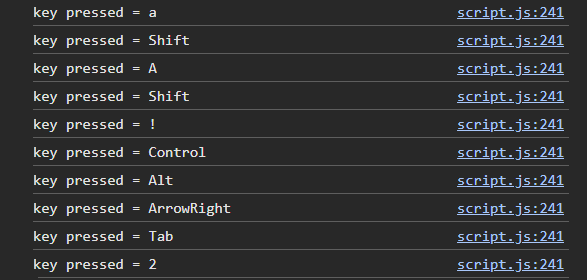 key pressed = a script.js:241
key pressed = Shift script.js:241
key pressed = A script.js:241
key pressed = Shift script.js:241
key pressed = ! script.js:241
key pressed = Control script.js:241
key pressed = Alt script.js:241
key pressed = ArrowRight script.js:241
key pressed = Tab script.js:241
key pressed = 2 script.js:241